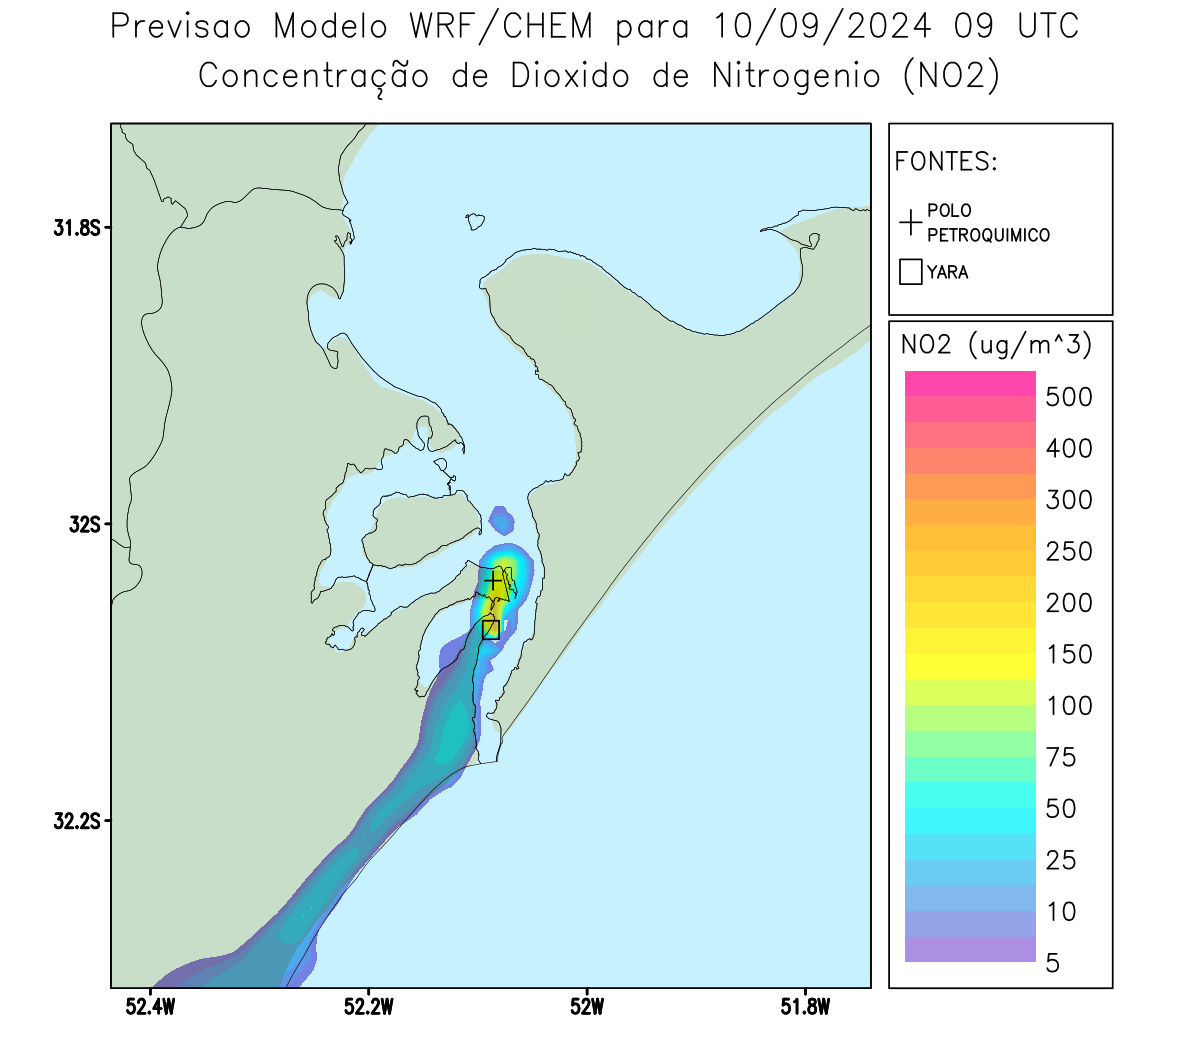 Previsao Modelo WRF/CHEM para 10/09/2024 09 UTC
Concentração de Dioxido de Nitrogenio (NO2)
FONTES:
POLO
PETROQUIMICO
YARA
31.8S
32S
32.2S
52.4W
52.2W
52W
51.8W
NO2 (ug/m^3)
500
400
300
250
200
150
100
75
50
25
10
5